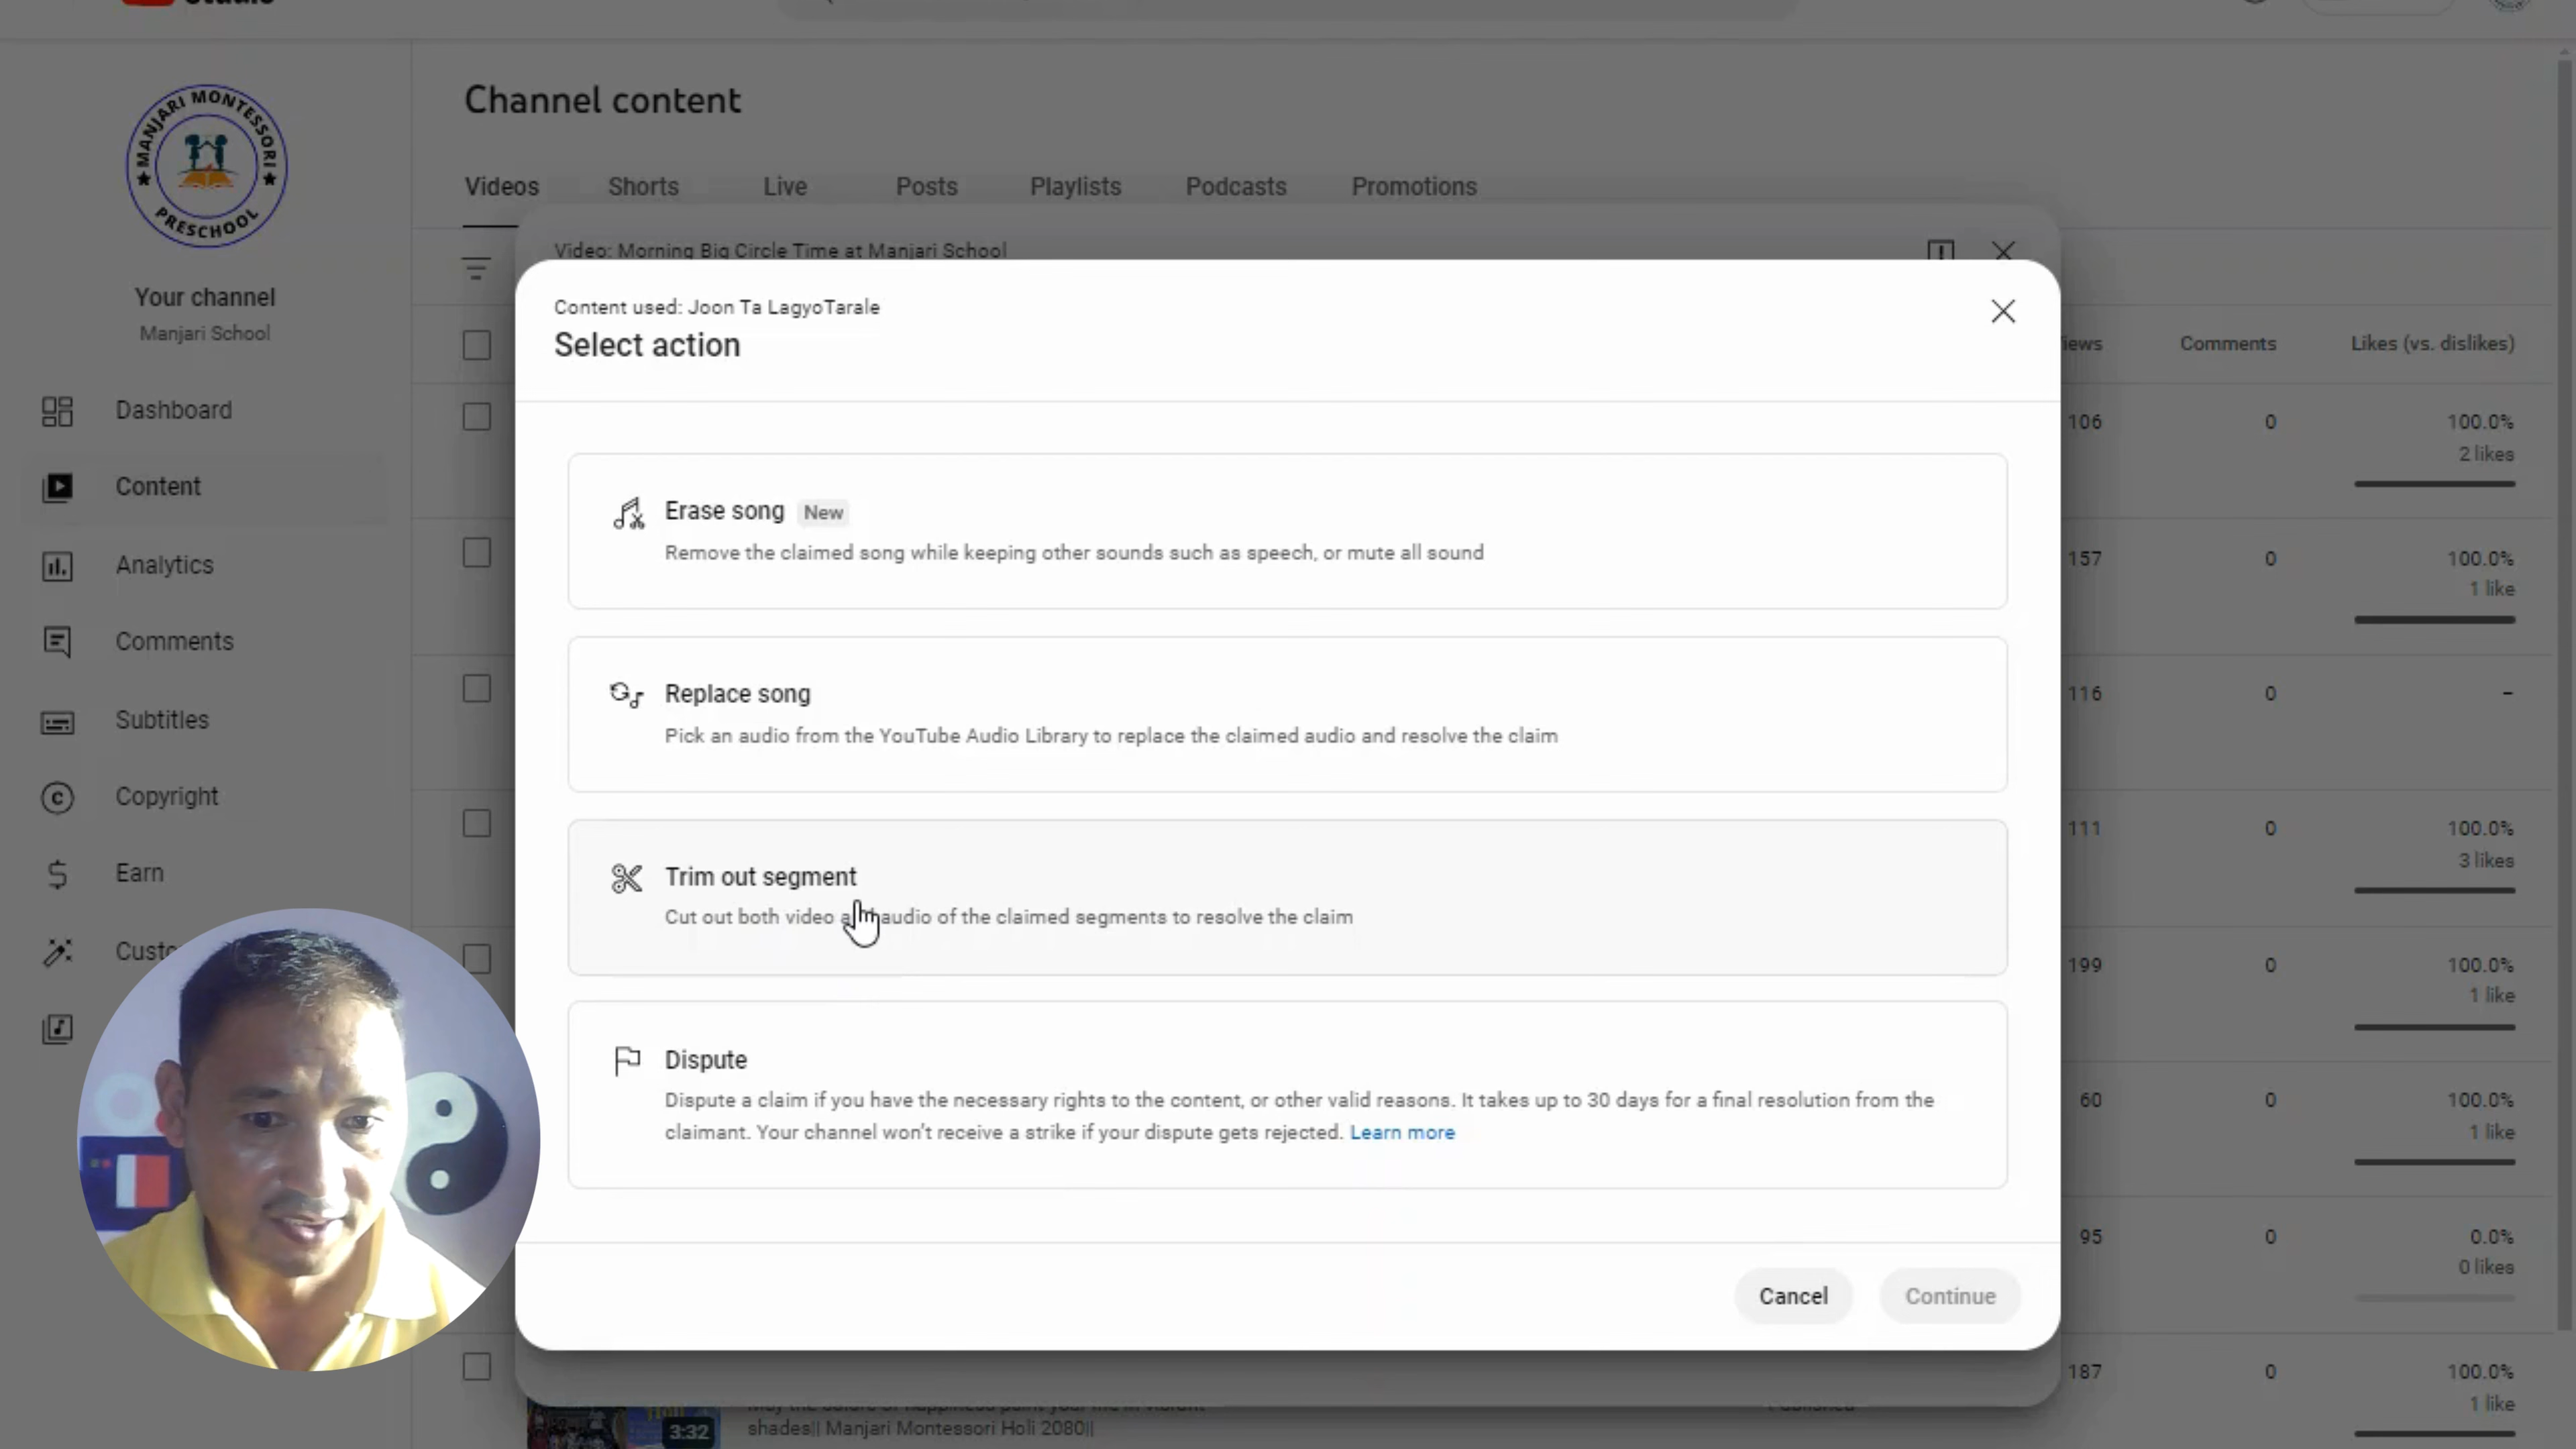 Channel content
MANJARI MONTESSORI
PRESCHOOL
Videos Shorts Live Posts Playlists Podcasts Promotions
Video: Morning Big Circle Time at Manjari School
Content used: Joon Ta LagyoTarale
Select action
Your channel
Manjari School
Comments Likes (vs. dislikes)
Dashboard
106 0 100.0%
2 likes
Content
Erase song New
Remove the claimed song while keeping other sounds such as speech, or mute all sound
Analytics
157 0 100.0%
1 like
Comments
Replace song
Pick an audio from the YouTube Audio Library to replace the claimed audio and resolve the claim
116 0 –
Subtitles
Copyright
111 0 100.0%
3 likes
Earn
Trim out segment
Cut out both video audio of the claimed segments to resolve the claim
199 0 100.0%
1 like
Dispute
Dispute a claim if you have the necessary rights to the content, or other valid reasons. It takes up to 30 days for a final resolution from the
claimant. Your channel won't receive a strike if your dispute gets rejected. Learn more
60 0 100.0%
1 like
95 0 0.0%
0 likes
Cancel Continue
187 0 100.0%
1 like
3:32
shades|| Manjari Montessori Holi 2080||